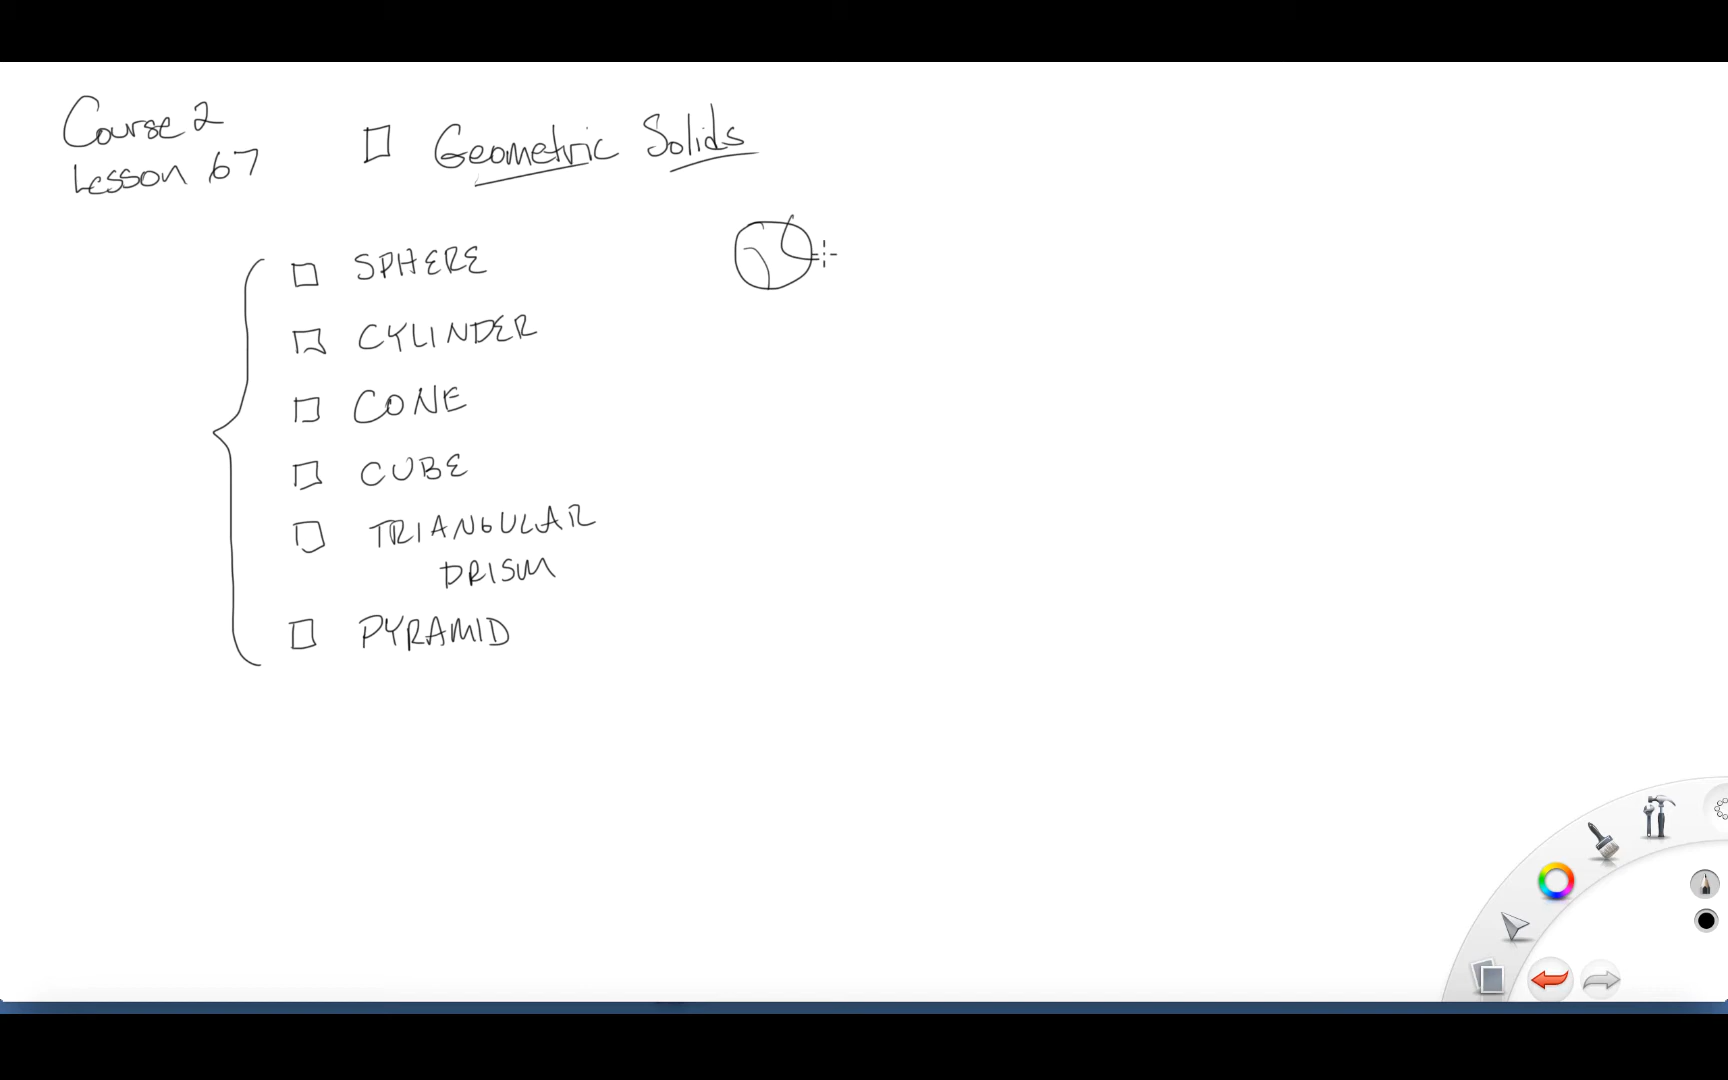 Course 2
Lesson 67
Geometric Solids
SPHERE
CYLINDER
CONE
CUBE
TRIANGULAR
PRISM
PYRAMID